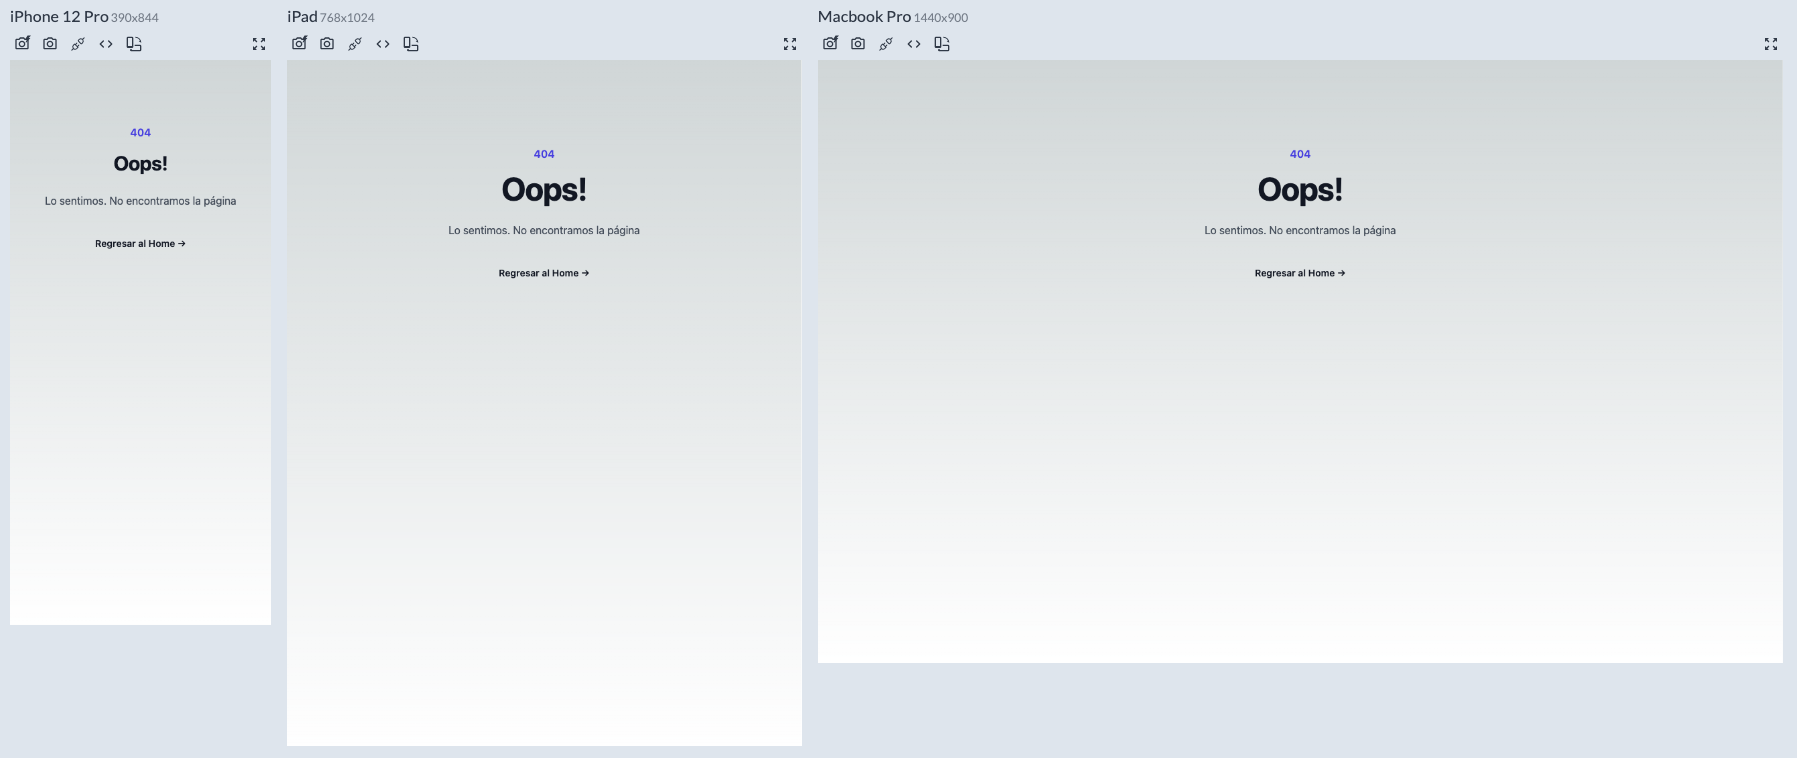 iPhone 12 Pro 390x844
404
Oops!
Lo sentimos. No encontramos la página
Regresar al Home →
iPad 768x1024
404
Oops!
Lo sentimos. No encontramos la página
Regresar al Home →
Macbook Pro 1440x900
404
Oops!
Lo sentimos. No encontramos la página
Regresar al Home →